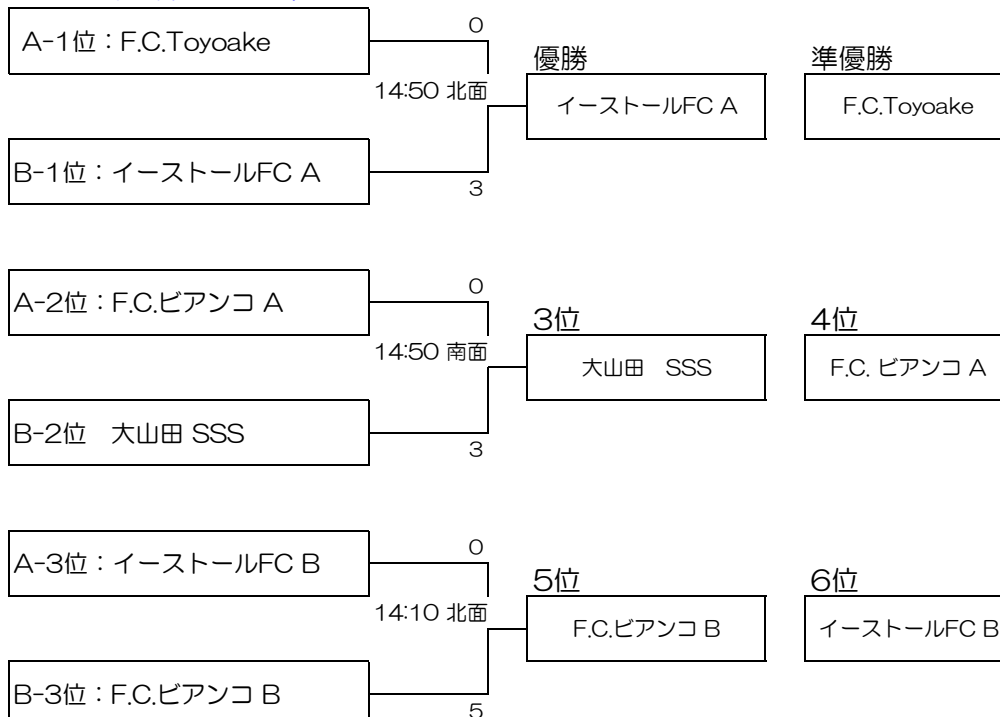 A-1位：F.C.Toyoake
0
14:50 北面
優勝
イーストールFC A
準優勝
F.C.Toyoake
B-1位：イーストールFC A
3
A-2位：F.C.ビアンコ A
0
14:50 南面
3位
大山田　SSS
4位
F.C. ビアンコ A
B-2位　大山田 SSS
3
A-3位：イーストールFC B
0
14:10 北面
5位
F.C.ビアンコ B
6位
イーストールFC B
B-3位：F.C.ビアンコ B
5